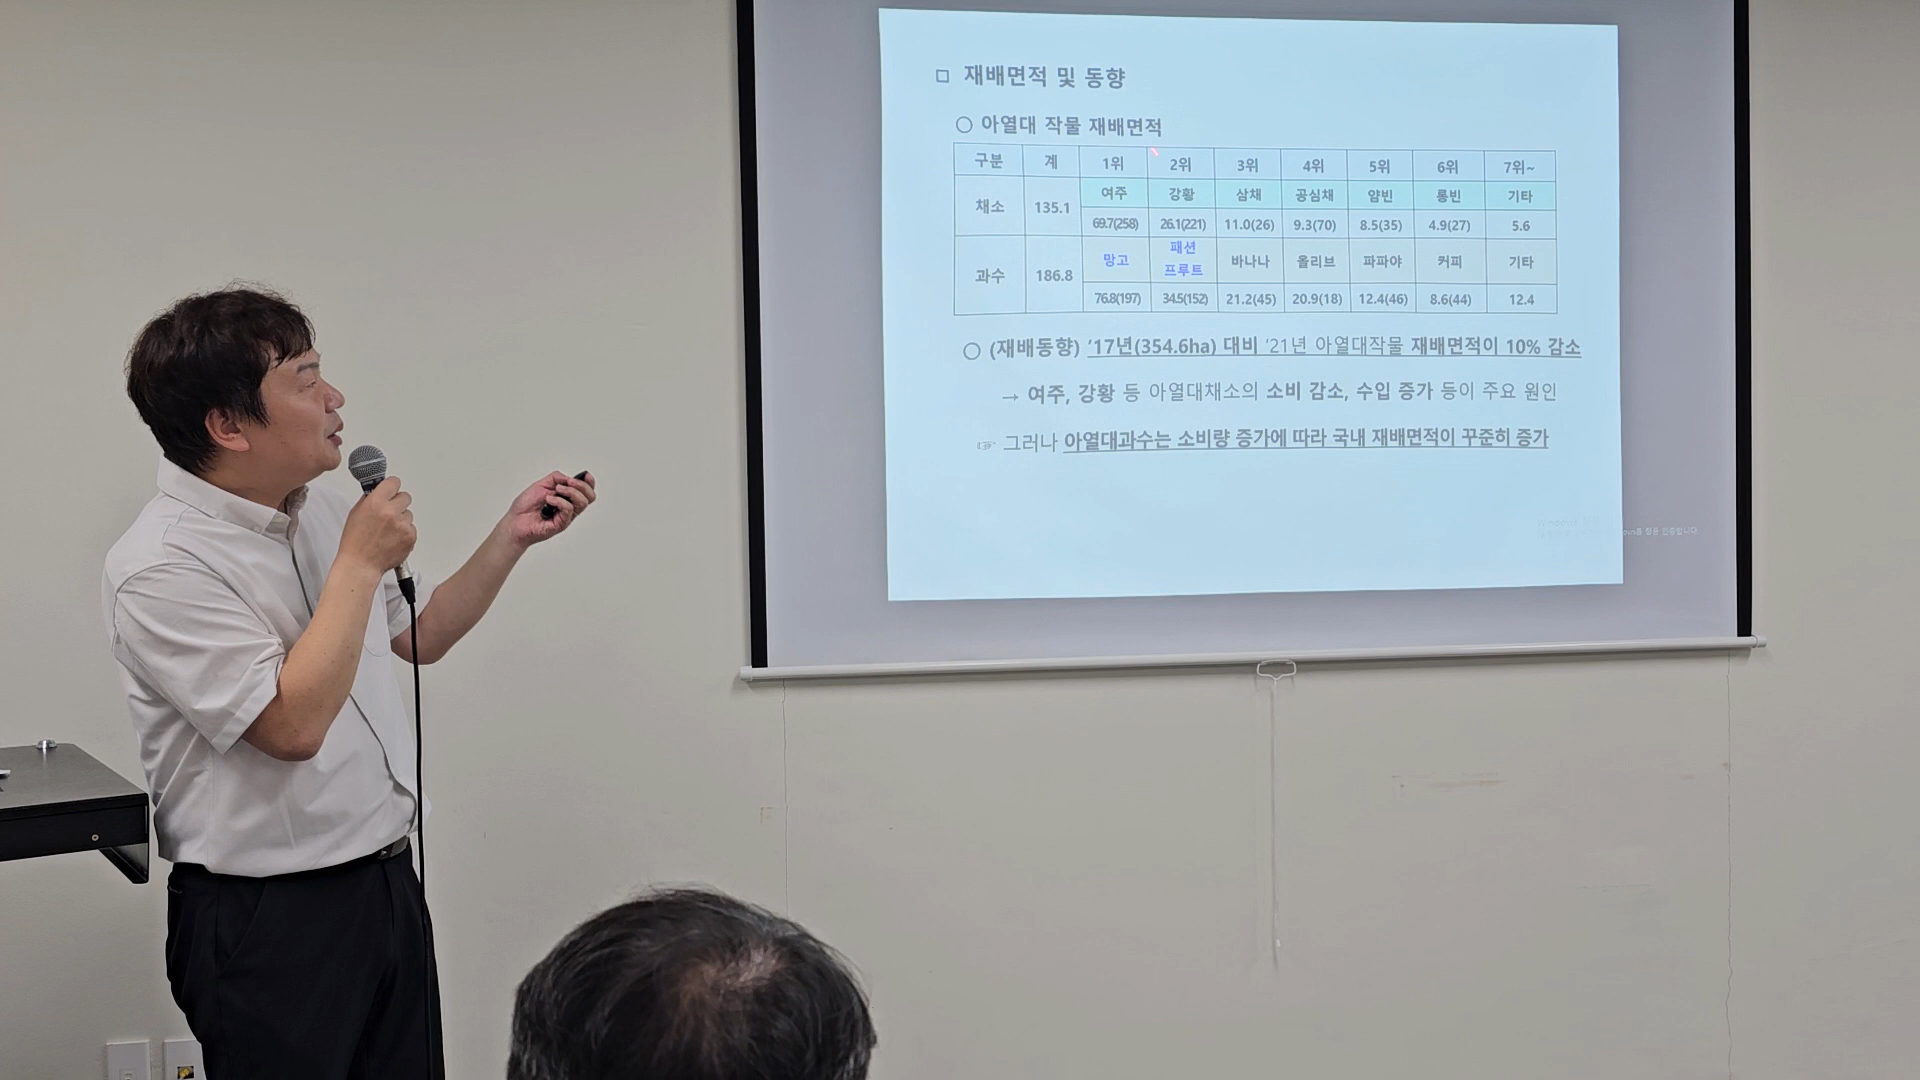 □ 재배면적 및 동향
○ 아열대 작물 재배면적
구분 계 1위 2위 3위 4위 5위 6위 7위~
채소 135.1 여주 강황 삼채 공심채 얌빈 롱빈 기타
69.7(258) 26.1(221) 11.0(26) 9.3(70) 8.5(35) 4.9(27) 5.6
과수 186.8 망고 패션프루트 바나나 올리브 파파야 커피 기타
76.8(197) 34.5(152) 21.2(45) 20.9(18) 12.4(46) 8.6(44) 12.4
○ (재배동향) '17년(354.6ha) 대비 '21년 아열대작물 재배면적이 10% 감소
→ 여주, 강황 등 아열대채소의 소비 감소, 수입 증가 등이 주요 원인
☞ 그러나 아열대과수는 소비량 증가에 따라 국내 재배면적이 꾸준히 증가